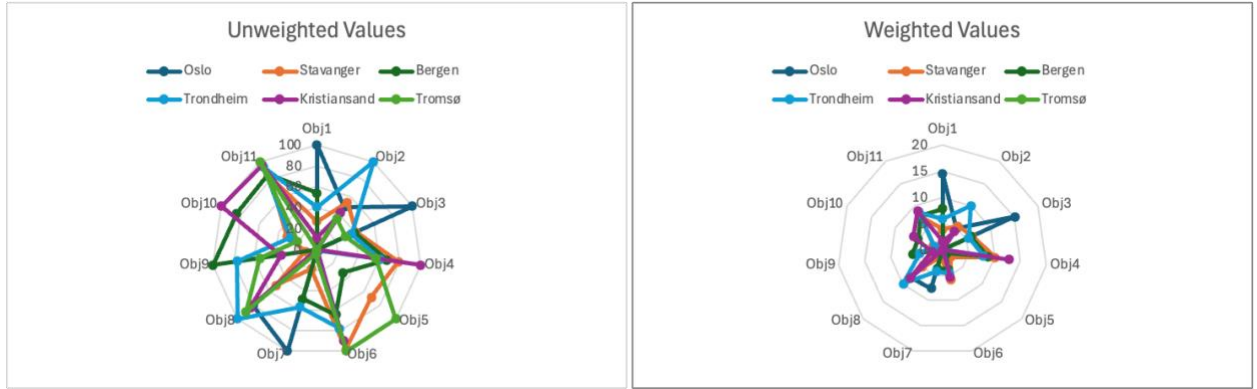 Unweighted Values
Oslo Stavanger Bergen
Trondheim Kristiansand Tromsø
Obj1
100
80
60
20
Obj2
Obj3
Obj4
Obj5
Obj6
Obj7
Obj8
Obj9
Obj10
Obj11
Weighted Values
Oslo Stavanger Bergen
Trondheim Kristiansand Tromsø
Obj1
20
15
10
Obj2
Obj3
Obj4
Obj5
Obj6
Obj7
Obj8
Obj9
Obj10
Obj11